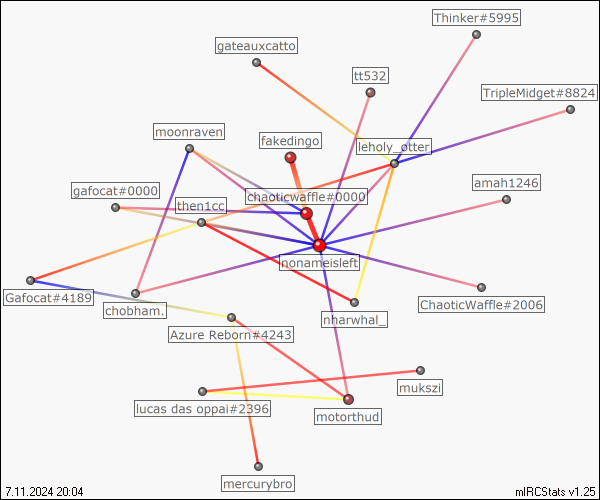 Thinker#5995
gateauxcatto
tt532
TripleMidget#8824
moonraven
fakedingo
leholy_otter
gafocat#0000
chaoticwaffle#0000
amah1246
then1cc
nonameisleft
Gafocat#4189
chobham.
ChaoticWaffle#2006
nharwhal_
Azure Reborn#4243
mukszi
lucas das oppai#2396
motorthud
mercurybro
7.11.2024 20:04
mIRCStats v1.25